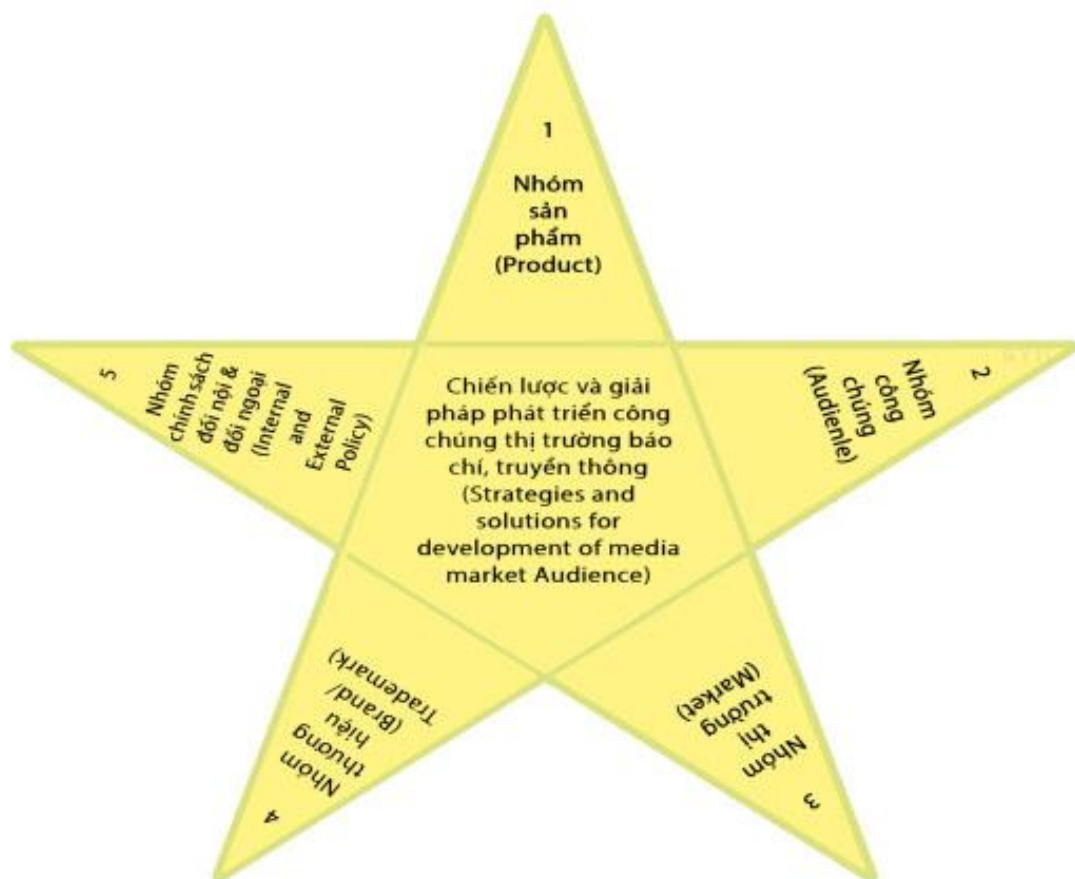 1
Nhóm
sản
phẩm
(Product)
2
Nhóm
công
chúng
(Audienle)
3
Nhóm
thị
trường
(Market)
4
Nhóm
thương
hiệu
(Brand/
Trademark)
5
Nhóm
chính sách
đối nội &
đối ngoại
(Internal
and
External
Policy)
Chiến lược và giải
pháp phát triển công
chúng thị trường báo
chí, truyền thông
(Strategies and
solutions for
development of media
market Audience)